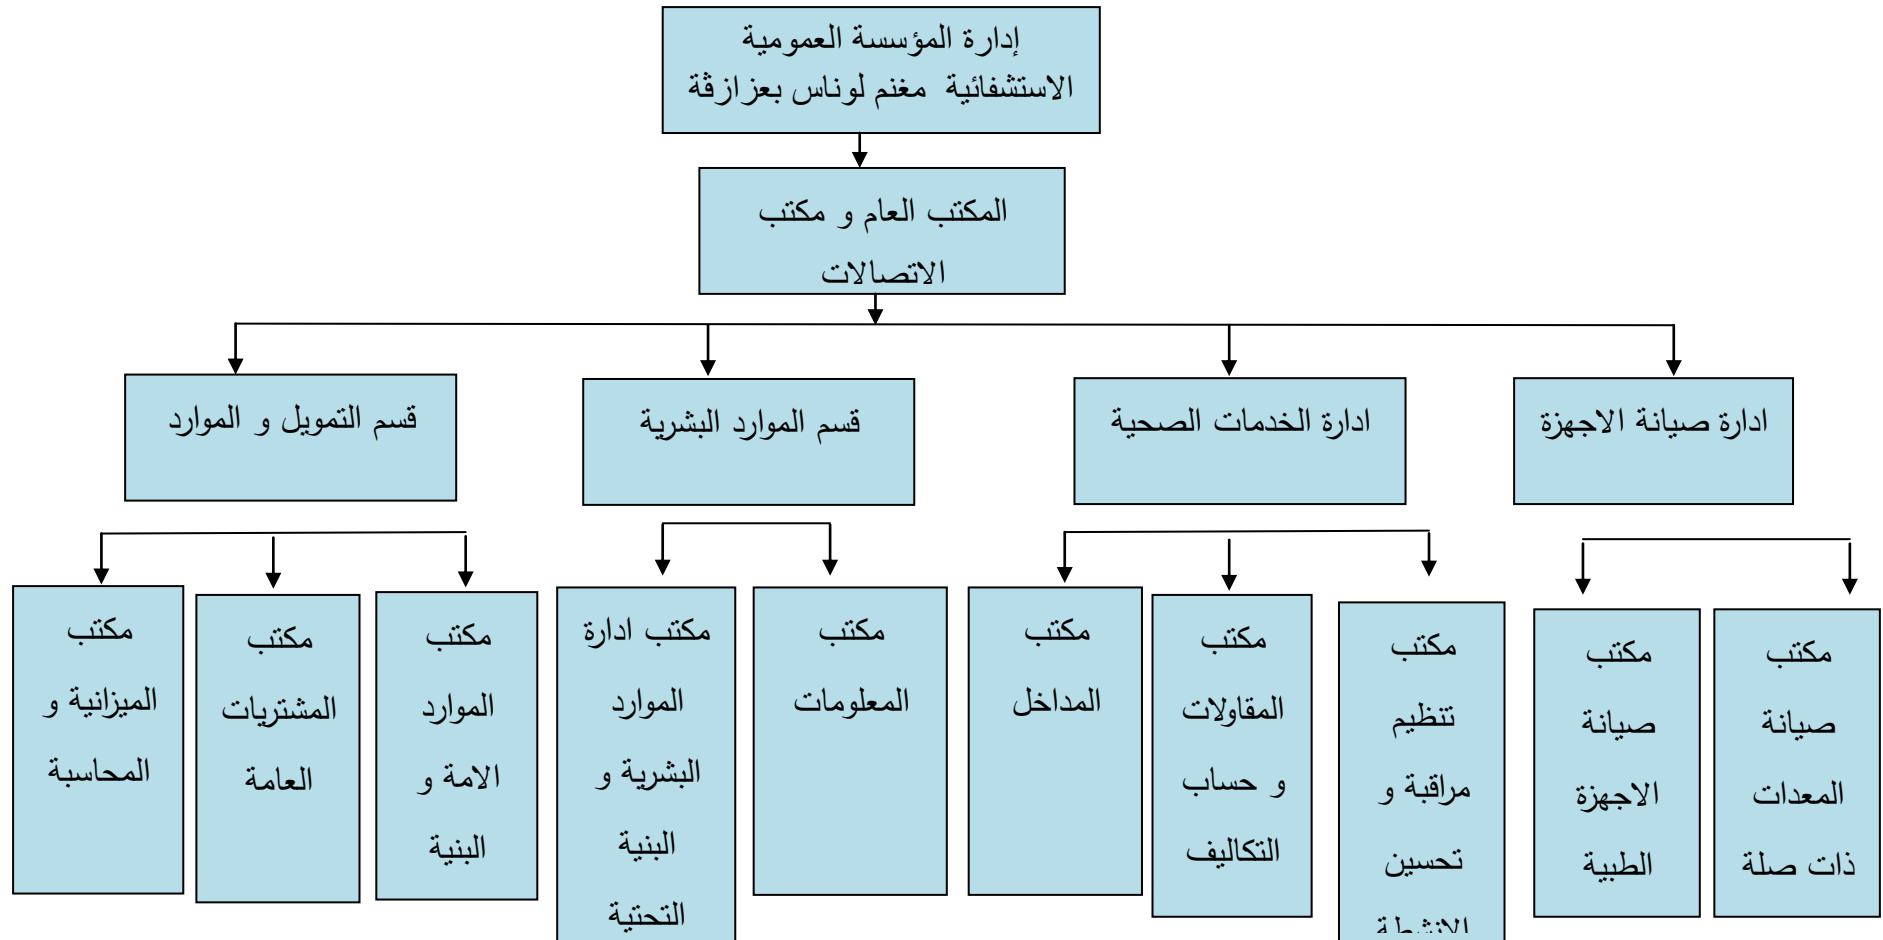 إدارة المؤسسة العمومية
الاستشفائية مغنم لوناس بعزازڤة
المكتب العام و مكتب
الاتصالات
ادارة صيانة الاجهزة
ادارة الخدمات الصحية
قسم الموارد البشرية
قسم التمويل و الموارد
مكتب
صيانة
المعدات
ذات صلة
مكتب
صيانة
الاجهزة
الطبية
مكتب
تنظيم
مراقبة و
تحسين
الانشطة
مكتب
المقاولات
و حساب
التكاليف
مكتب
المداخل
مكتب
المعلومات
مكتب ادارة
الموارد
البشرية و
البنية
التحتية
مكتب
الموارد
الامة و
البنية
مكتب
المشتريات
العامة
مكتب
الميزانية و
المحاسبة